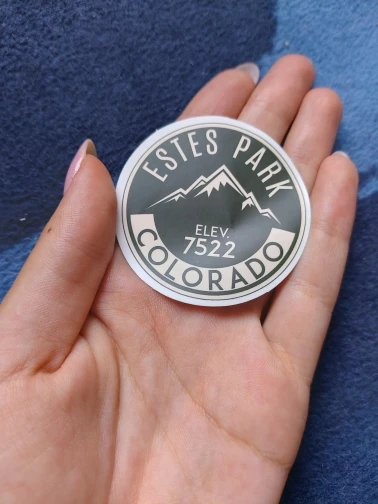 ESTES PARK
ELEV.
7522
COLORADO